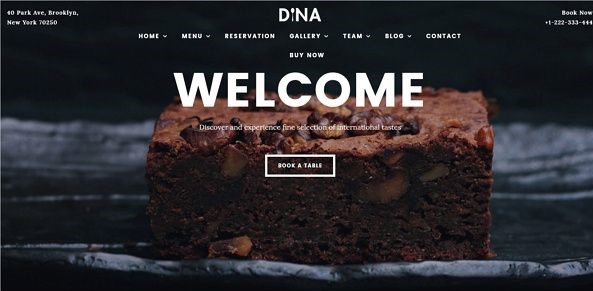 40 Park Ave, Brooklyn,
New York 70250
DiNA
Book Now
+1-222-333-444
HOME MENU RESERVATION GALLERY TEAM BLOG CONTACT
BUY NOW
WELCOME
Discover and experience fine selection of international tastes
BOOK A TABLE